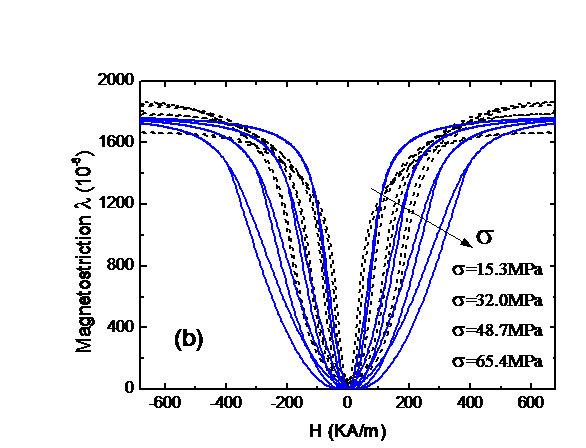 2000
1600
1200
800
400
0
Magnetostriction λ (10⁻⁶)
σ
σ=15.3MPa
σ=32.0MPa
σ=48.7MPa
σ=65.4MPa
(b)
-600 -400 -200 0 200 400 600
H (KA/m)